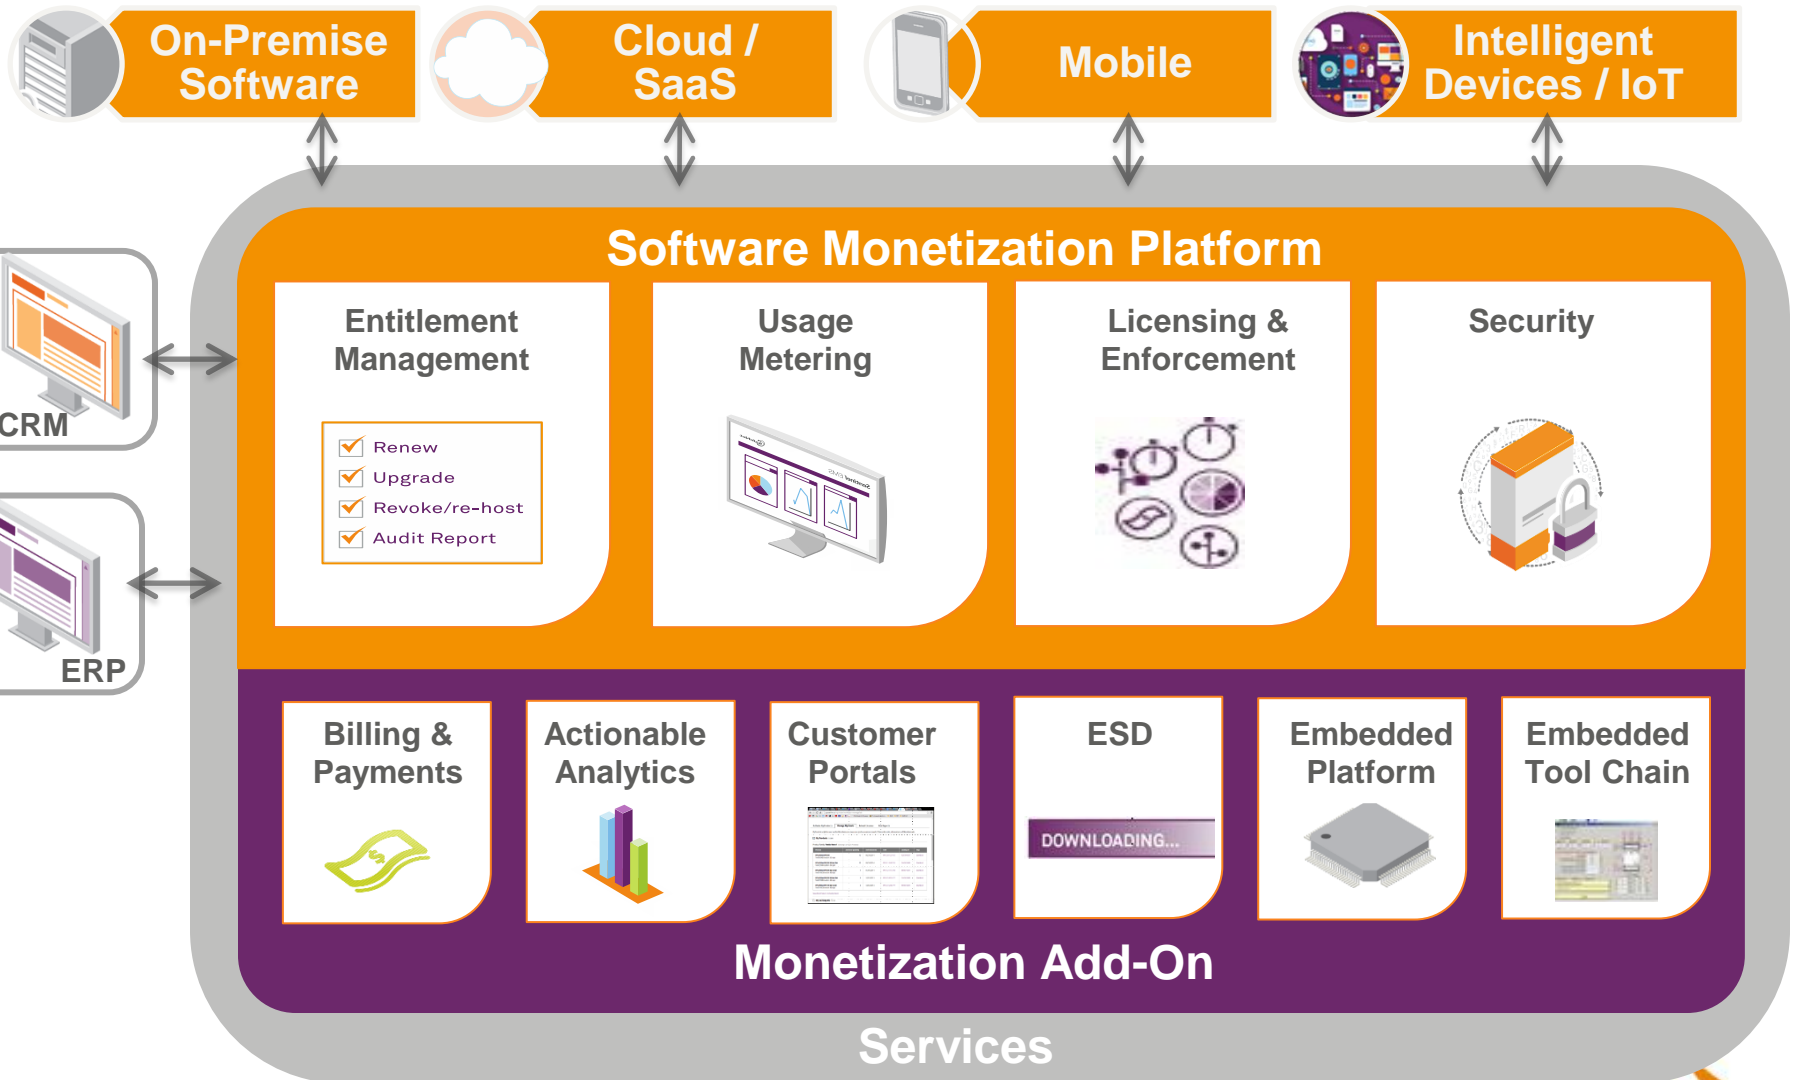 On-Premise
Software
Cloud /
SaaS
Mobile
Intelligent
Devices / IoT
Software Monetization Platform
Entitlement
Management
Renew
Upgrade
Revoke/re-host
Audit Report
Usage
Metering
Licensing &
Enforcement
Security
CRM
ERP
Billing &
Payments
Actionable
Analytics
Customer
Portals
ESD
DOWNLOADING...
Embedded
Platform
Embedded
Tool Chain
Monetization Add-On
Services